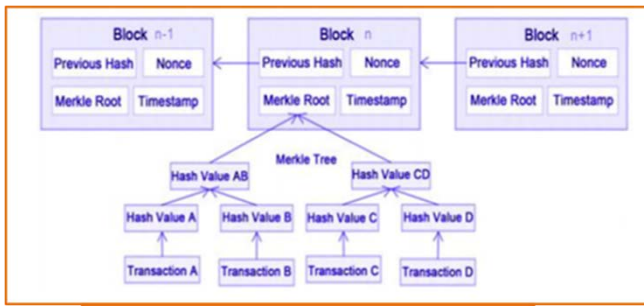 Block n-1 Block n Block n+1
Previous Hash Nonce Previous Hash Nonce Previous Hash Nonce
Merkle Root Timestamp Merkle Root Timestamp Merkle Root Timestamp
Merkle Tree
Hash Value AB Hash Value CD
Hash Value A Hash Value B Hash Value C Hash Value D
Transaction A Transaction B Transaction C Transaction D